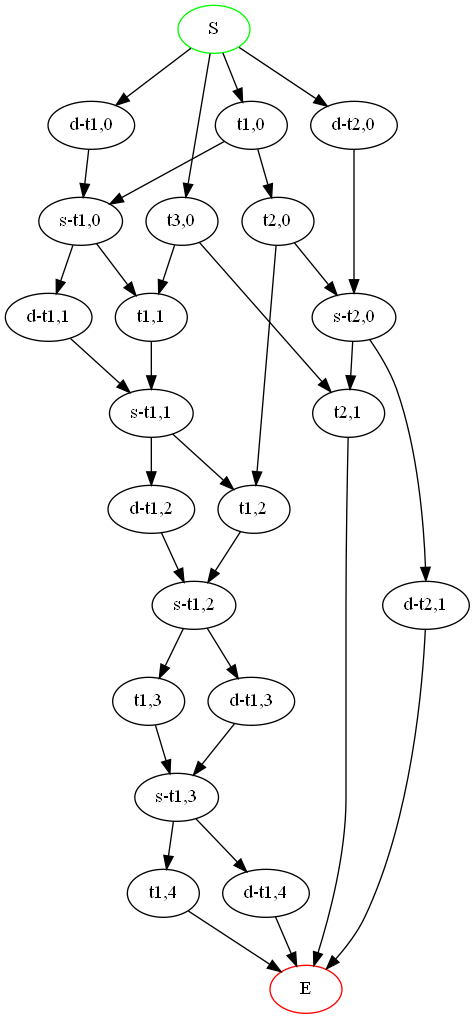 S
d-t1,0
t1,0
d-t2,0
s-t1,0
t3,0
t2,0
d-t1,1
t1,1
s-t2,0
s-t1,1
t2,1
d-t1,2
t1,2
s-t1,2
d-t2,1
t1,3
d-t1,3
s-t1,3
t1,4
d-t1,4
E